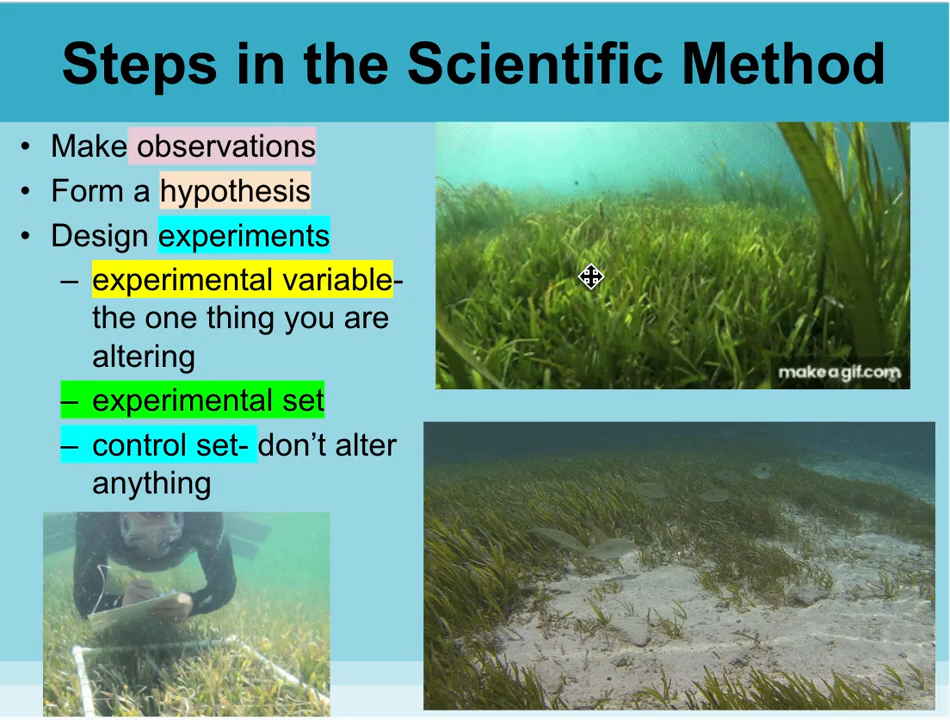 Steps in the Scientific Method
• Make observations
• Form a hypothesis
• Design experiments
– experimental variable-
the one thing you are
altering
– experimental set
– control set- don’t alter
anything
makeagif.com